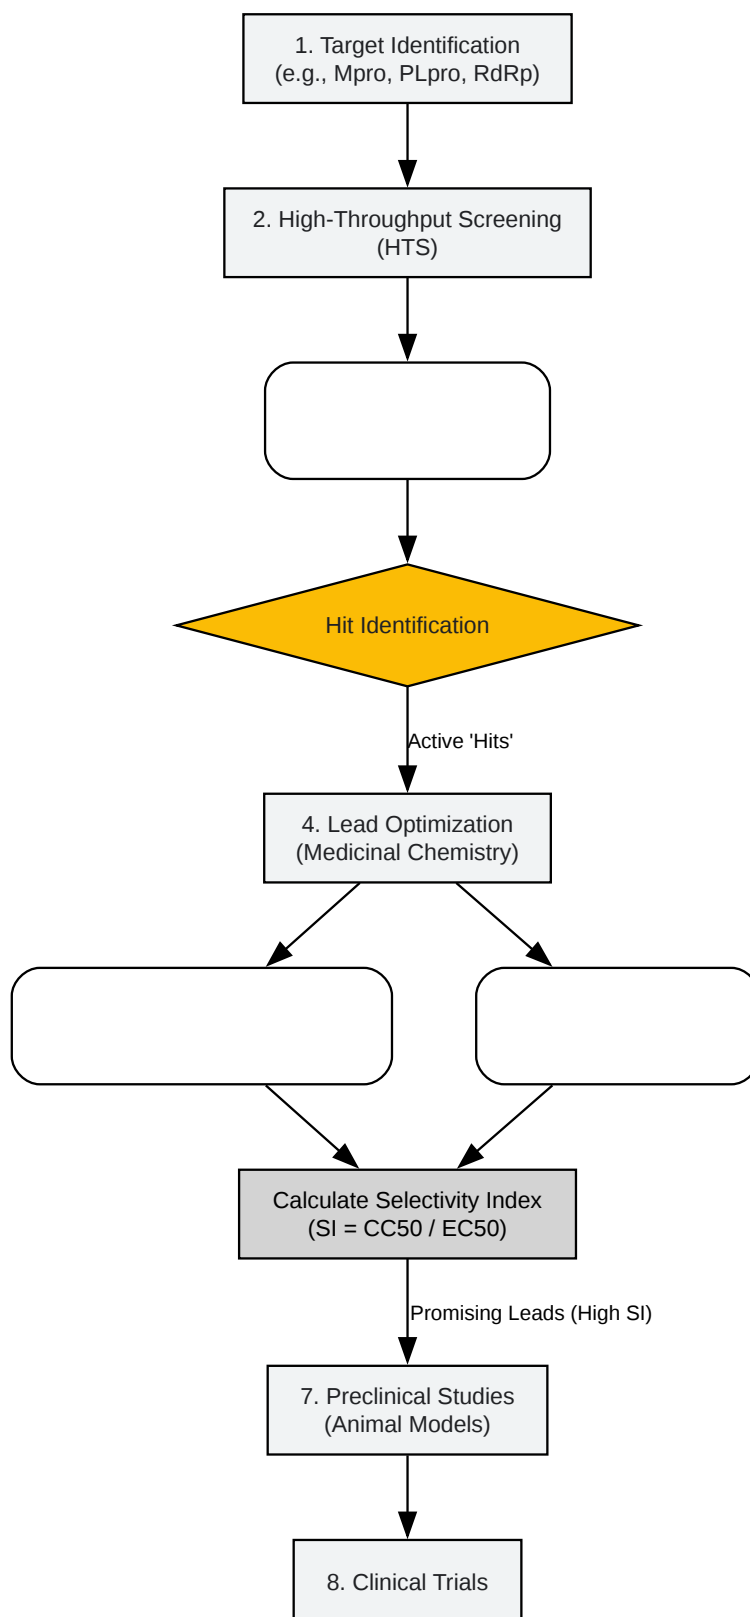 1. Target Identification
(e.g., Mpro, PLpro, RdRp)
2. High-Throughput Screening
(HTS)
Hit Identification
Active 'Hits'
4. Lead Optimization
(Medicinal Chemistry)
Calculate Selectivity Index
(SI = CC50 / EC50)
Promising Leads (High SI)
7. Preclinical Studies
(Animal Models)
8. Clinical Trials